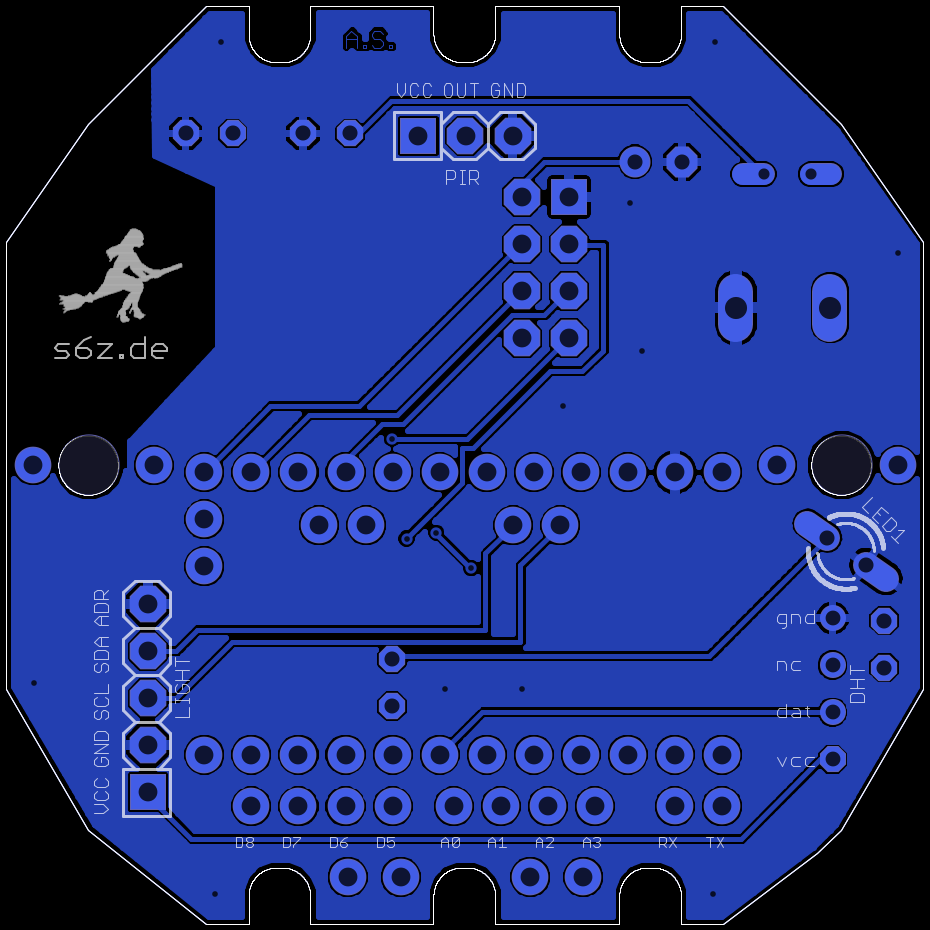 A.S.
VCC OUT GND
PIR
s6z.de
LED1
ADR
SDA
SCL
GND
VCC
LIGHT
gnd
nc
dat
vcc
DHT
D8 D7 D6 D5 A0 A1 A2 A3 RX TX